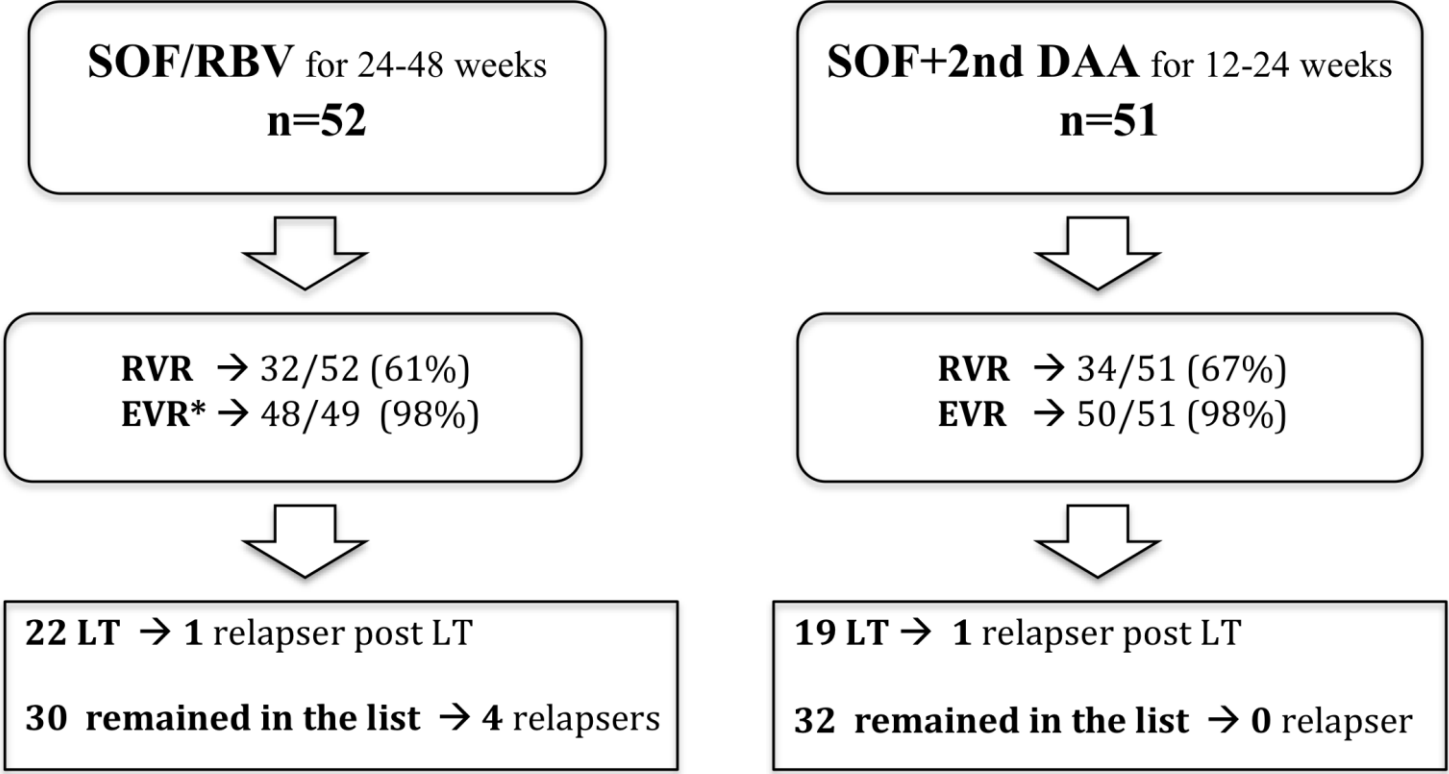 SOF/RBV for 24-48 weeks
n=52
RVR → 32/52 (61%)
EVR* → 48/49 (98%)
22 LT → 1 relapser post LT
30 remained in the list → 4 relapsers
SOF+2nd DAA for 12-24 weeks
n=51
RVR → 34/51 (67%)
EVR → 50/51 (98%)
19 LT → 1 relapser post LT
32 remained in the list → 0 relapser